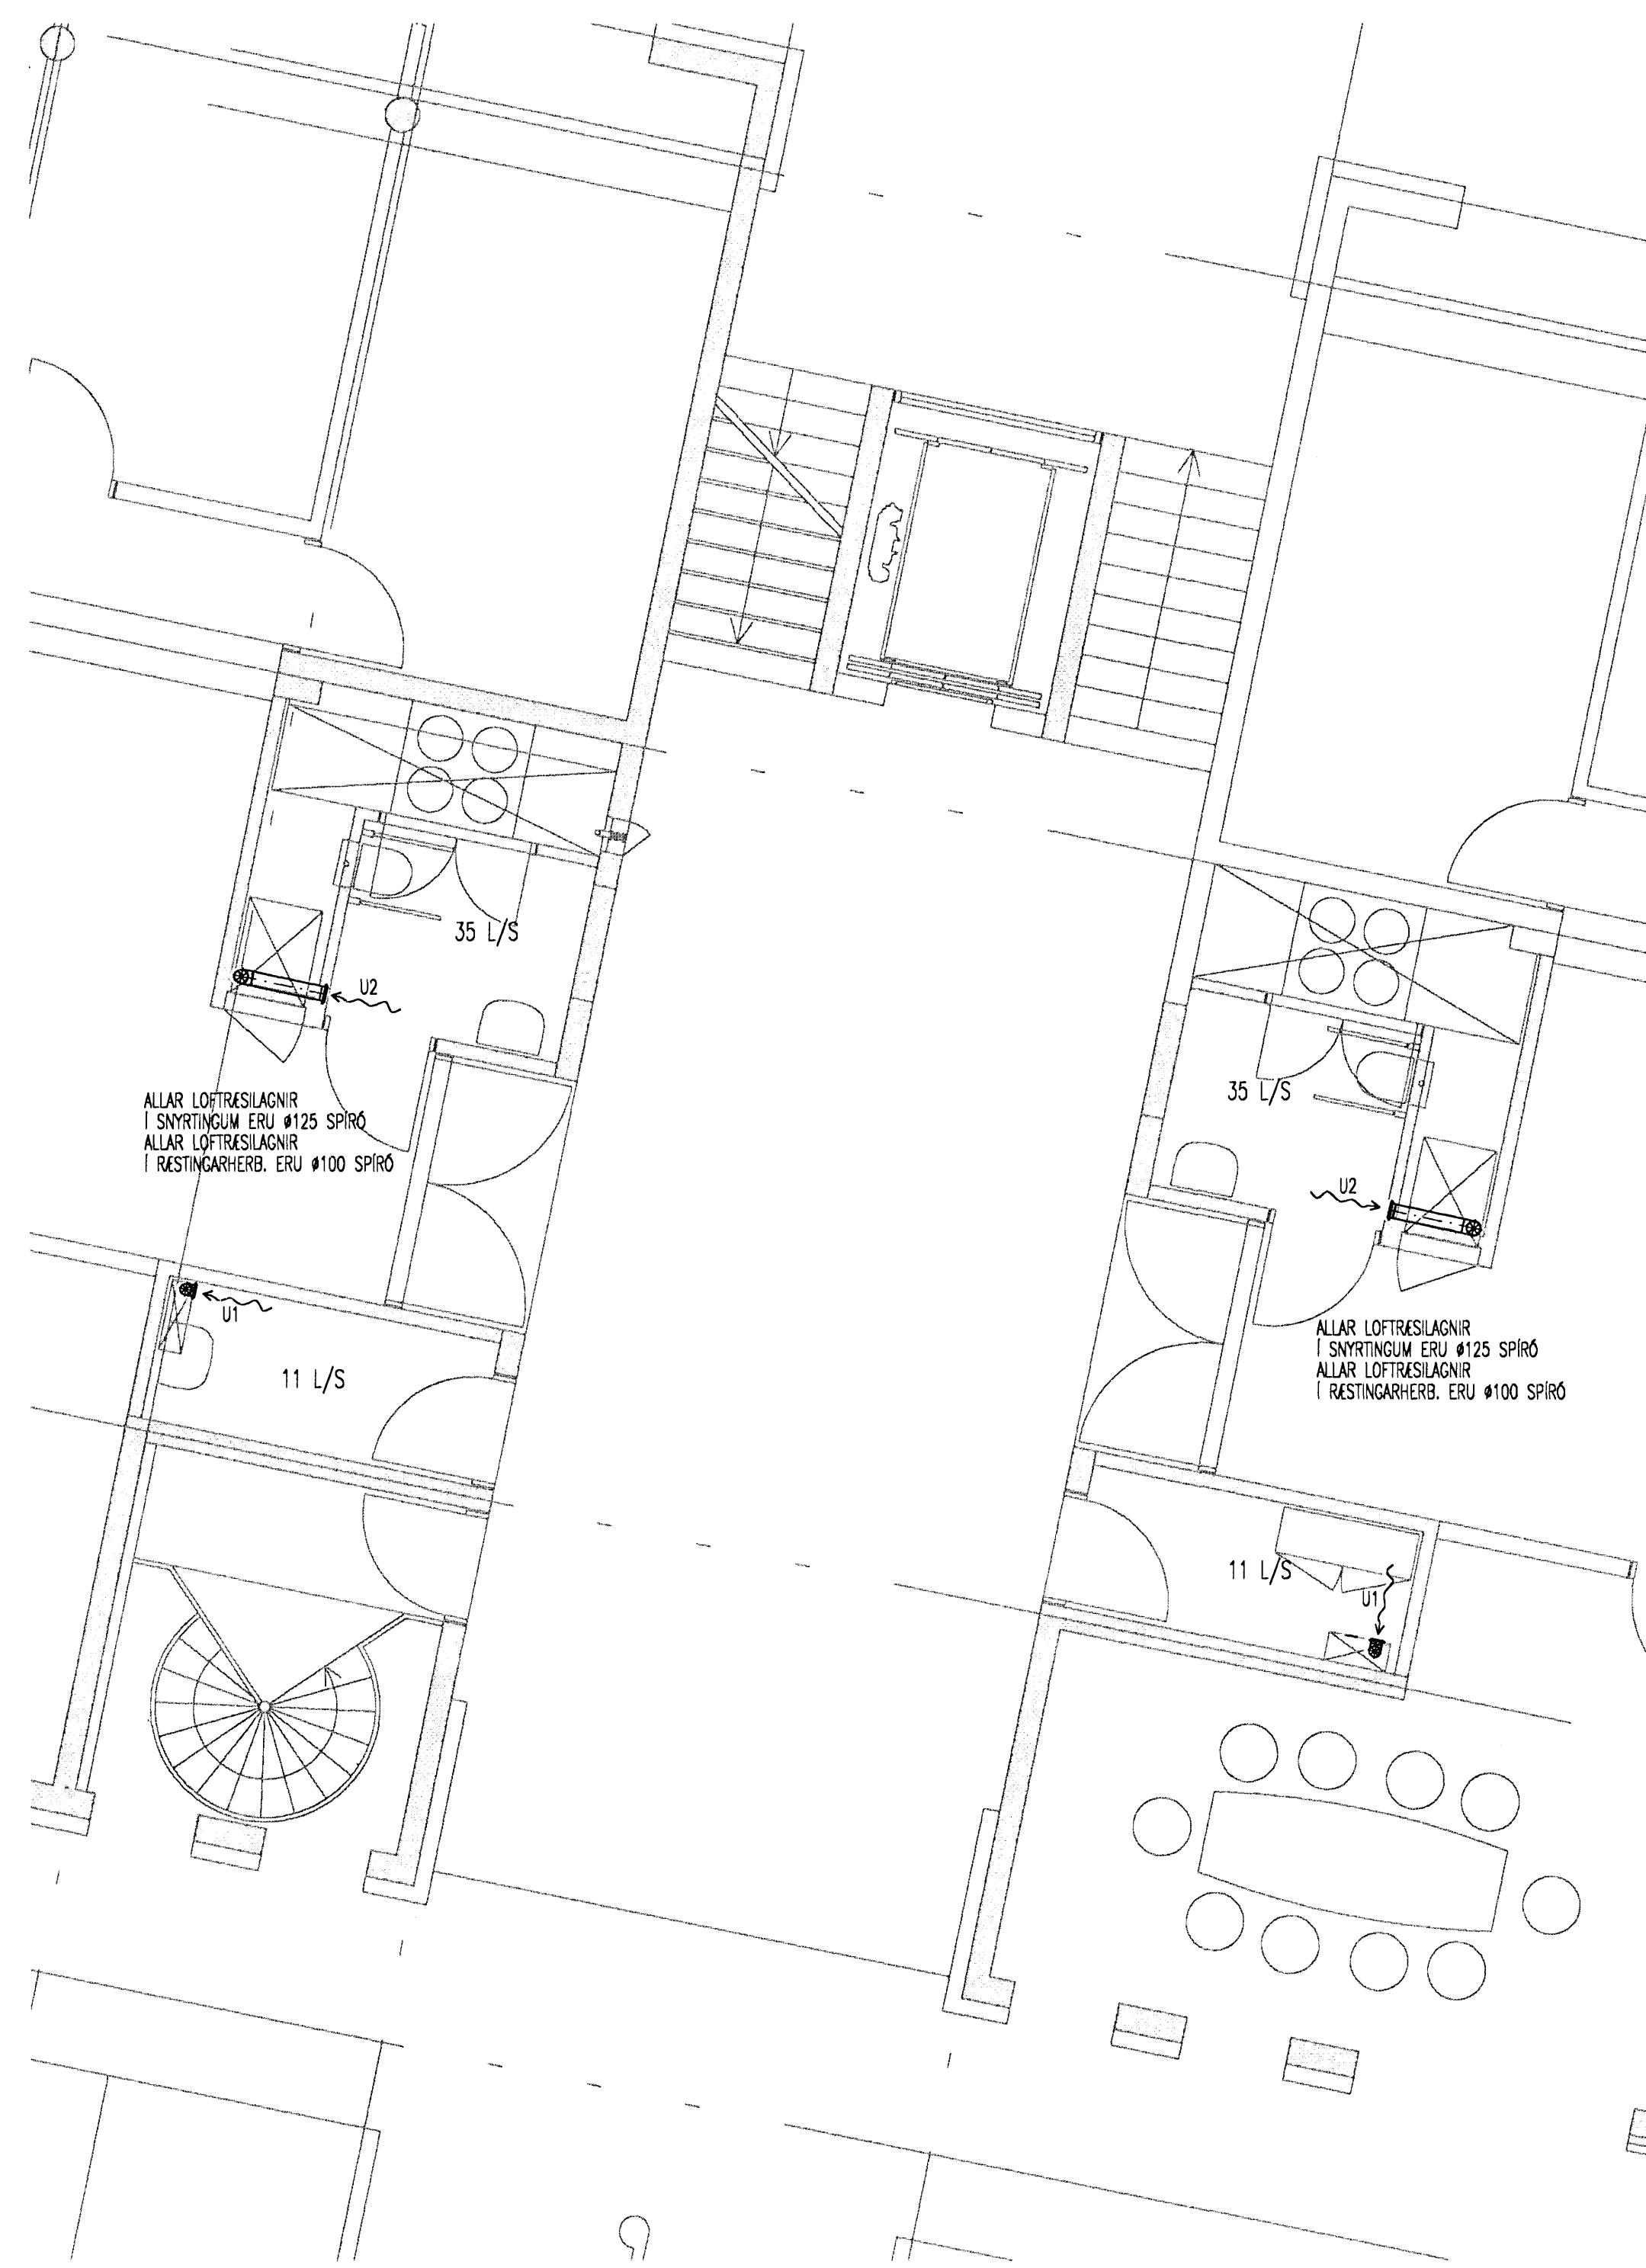 35 L/S
U2
ALLAR LOFTRÆSILAGNIR
Í SNYRTINGUM ERU ø125 SPÍRÓ
ALLAR LOFTRÆSILAGNIR
Í RÆSTINGARHERB. ERU ø100 SPÍRÓ
U1
11 L/S
35 L/S
U2
ALLAR LOFTRÆSILAGNIR
Í SNYRTINGUM ERU ø125 SPÍRÓ
ALLAR LOFTRÆSILAGNIR
Í RÆSTINGARHERB. ERU ø100 SPÍRÓ
11 L/S
U1